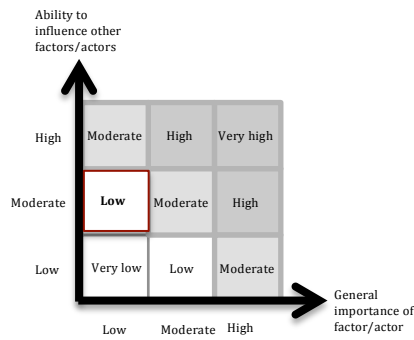 Ability to
influence other
factors/actors
High
Moderate
High
Very high
Moderate
Low
Moderate
High
Low
Very low
Low
Moderate
General
importance of
factor/actor
Low
Moderate
High